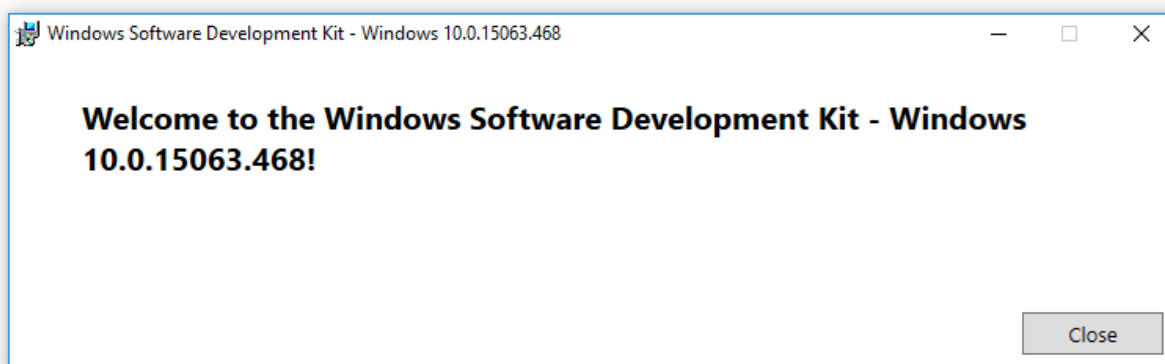 Windows Software Development Kit - Windows 10.0.15063.468
Welcome to the Windows Software Development Kit - Windows
10.0.15063.468!
Close